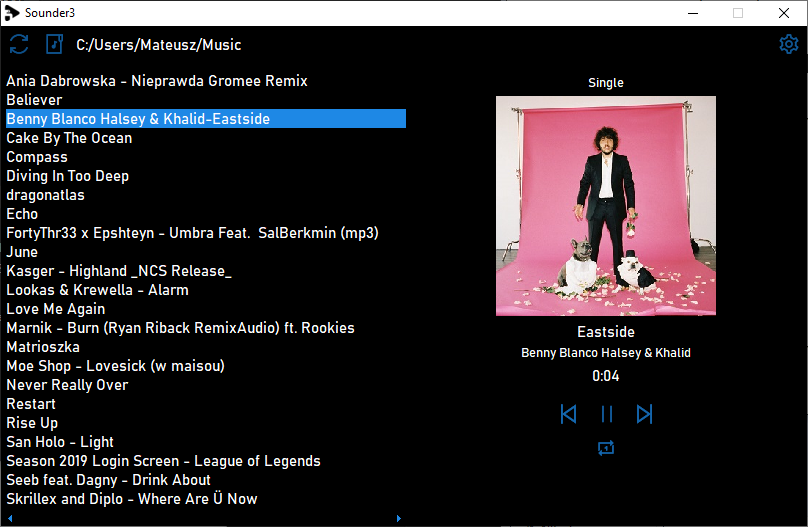 Sounder3
C:/Users/Mateusz/Music
Ania Dabrowska - Nieprawda Gromee Remix
Believer
Benny Blanco Halsey & Khalid-Eastside
Cake By The Ocean
Compass
Diving In Too Deep
dragonatlas
Echo
FortyThr33 x Epshteyn - Umbra Feat.  SalBerkmin (mp3)
June
Kasger - Highland _NCS Release_
Lookas & Krewella - Alarm
Love Me Again
Marnik - Burn (Ryan Riback RemixAudio) ft. Rookies
Matrioszka
Moe Shop - Lovesick (w maisou)
Never Really Over
Restart
Rise Up
San Holo - Light
Season 2019 Login Screen - League of Legends
Seeb feat. Dagny - Drink About
Skrillex and Diplo - Where Are Ü Now
Single
Eastside
Benny Blanco Halsey & Khalid
0:04
1